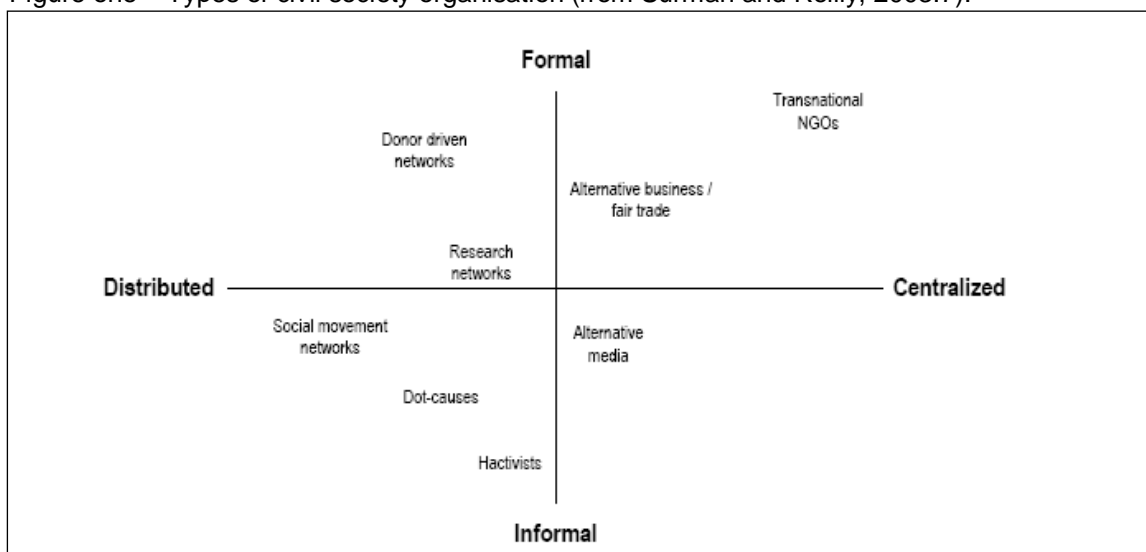 Formal
Transnational
NGOs
Donor driven
networks
Alternative business /
fair trade
Research
networks
Distributed
Centralized
Social movement
networks
Alternative
media
Dot-causes
Hactivists
Informal